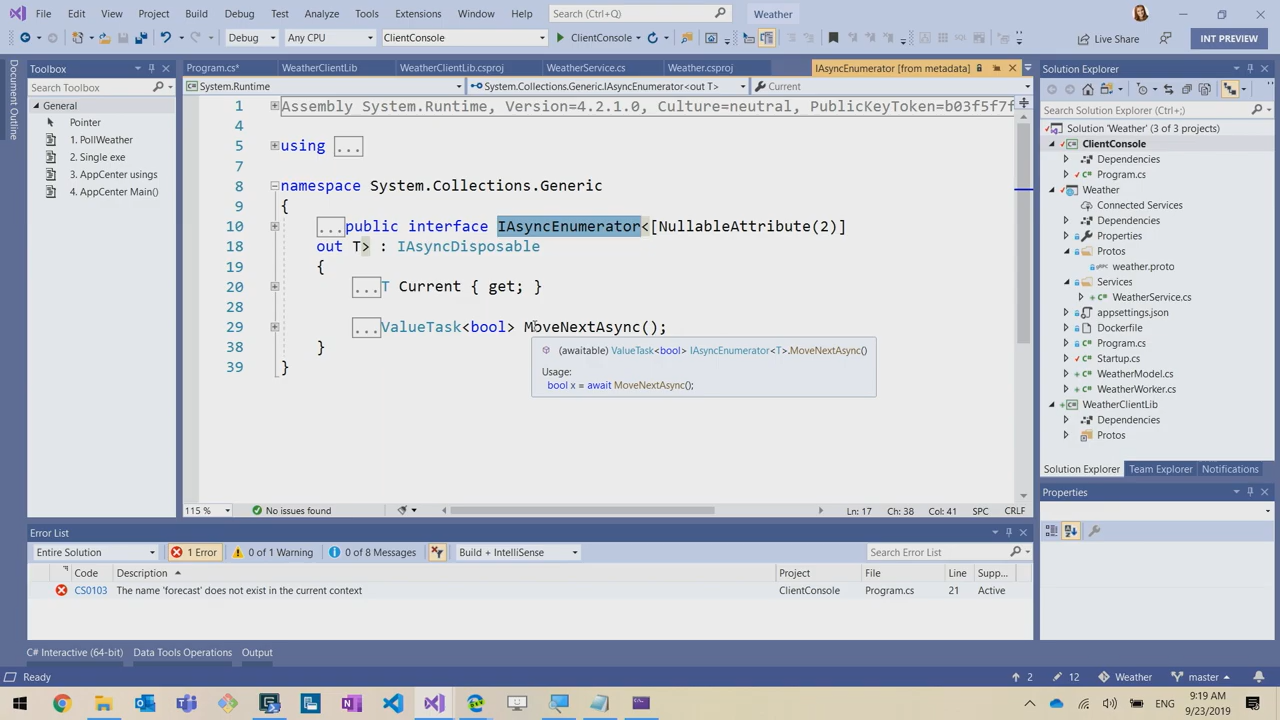 File Edit View Project Build Debug Test Analyze Tools Extensions Window Help Search (Ctrl+Q) Weather
Debug Any CPU ClientConsole ClientConsole Live Share INT PREVIEW
Document Outline
Toolbox
Search Toolbox
General
Pointer
1. PollWeather
2. Single exe
3. AppCenter usings
4. AppCenter Main()
Program.cs* WeatherClientLib WeatherClientLib.csproj WeatherService.cs Weather.csproj IAsyncEnumerator [from metadata]
System.Runtime System.Collections.Generic.IAsyncEnumerator<out T> Current
1 Assembly System.Runtime, Version=4.2.1.0, Culture=neutral, PublicKeyToken=b03f5f7f
4
5 using ...
7
8 namespace System.Collections.Generic
9 {
10 ...public interface IAsyncEnumerator<[NullableAttribute(2)]
18 out T> : IAsyncDisposable
19 {
20 ...T Current { get; }
28
29 ...ValueTask<bool> MoveNextAsync();
38 }
39 }
(awaitable) ValueTask<bool> IAsyncEnumerator<T>.MoveNextAsync()
Usage:
bool x = await MoveNextAsync();
115 % No issues found Ln: 17 Ch: 38 Col: 41 SPC CRLF
Error List
Entire Solution 1 Error 0 of 1 Warning 0 of 8 Messages Build + IntelliSense Search Error List
Code Description Project File Line Supp...
CS0103 The name 'forecast' does not exist in the current context ClientConsole Program.cs 21 Active
C# Interactive (64-bit) Data Tools Operations Output
Solution Explorer
Search Solution Explorer (Ctrl+;)
Solution 'Weather' (3 of 3 projects)
ClientConsole
Dependencies
Program.cs
Weather
Connected Services
Dependencies
Properties
Protos
weather.proto
Services
WeatherService.cs
appsettings.json
Dockerfile
Program.cs
Startup.cs
WeatherModel.cs
WeatherWorker.cs
WeatherClientLib
Dependencies
Protos
Solution Explorer Team Explorer Notifications
Properties
Ready 2 12 Weather master
ENG 9:19 AM
9/23/2019